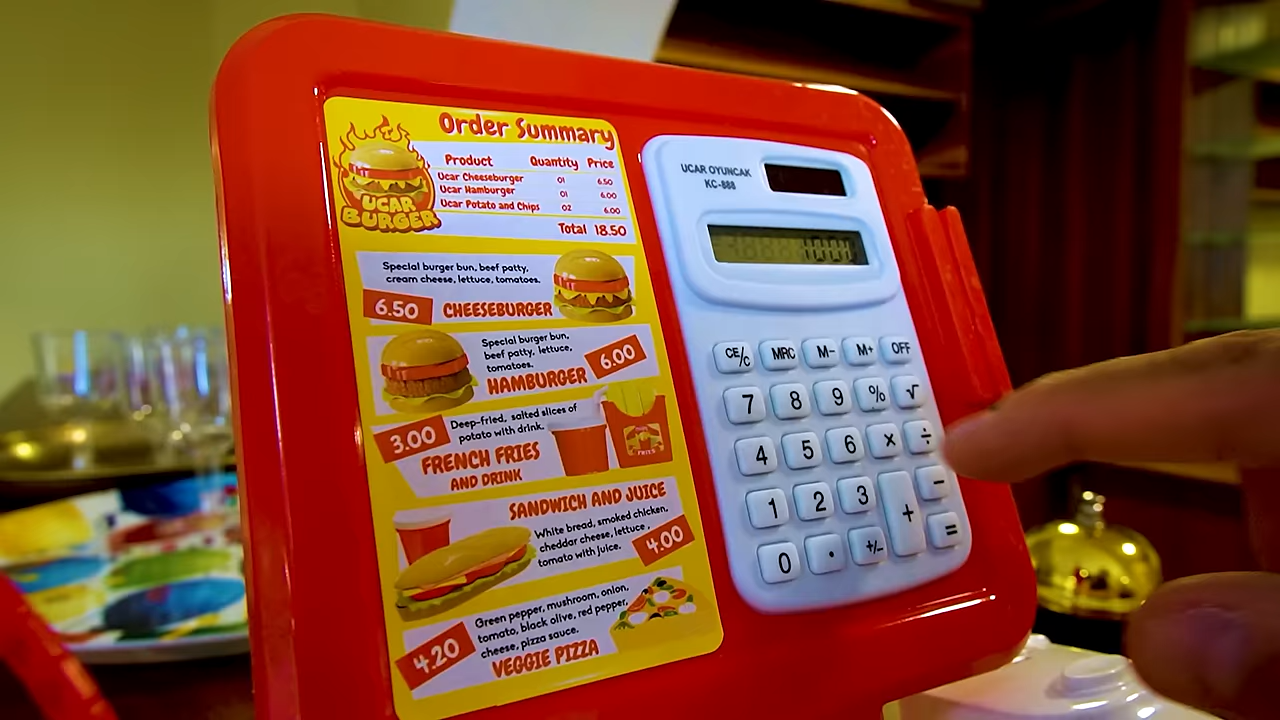 Order Summary
Product Quantity Price
Ucar Cheeseburger 01 6.50
Ucar Hamburger 01 6.00
Ucar Potato and Chips 02 6.00
Total 18.50
UCAR
BURGER
Special burger bun, beef patty,
cream cheese, lettuce, tomatoes.
6.50 CHEESEBURGER
Special burger bun,
beef patty, lettuce,
tomatoes.
HAMBURGER 6.00
3.00 Deep-fried, salted slices of
potato with drink.
FRENCH FRIES
AND DRINK
SANDWICH AND JUICE
White bread, smoked chicken,
cheddar cheese, lettuce ,
tomato with juice.
4.00
Green pepper, mushroom, onion,
tomato, black olive, red pepper,
cheese, pizza sauce.
4.20 VEGGIE PIZZA
UCAR OYUNCAK
KC-888
1001
CE/C MRC M- M+ OFF
7 8 9 % √
4 5 6 × ÷
1 2 3 + -
0 • +/- =